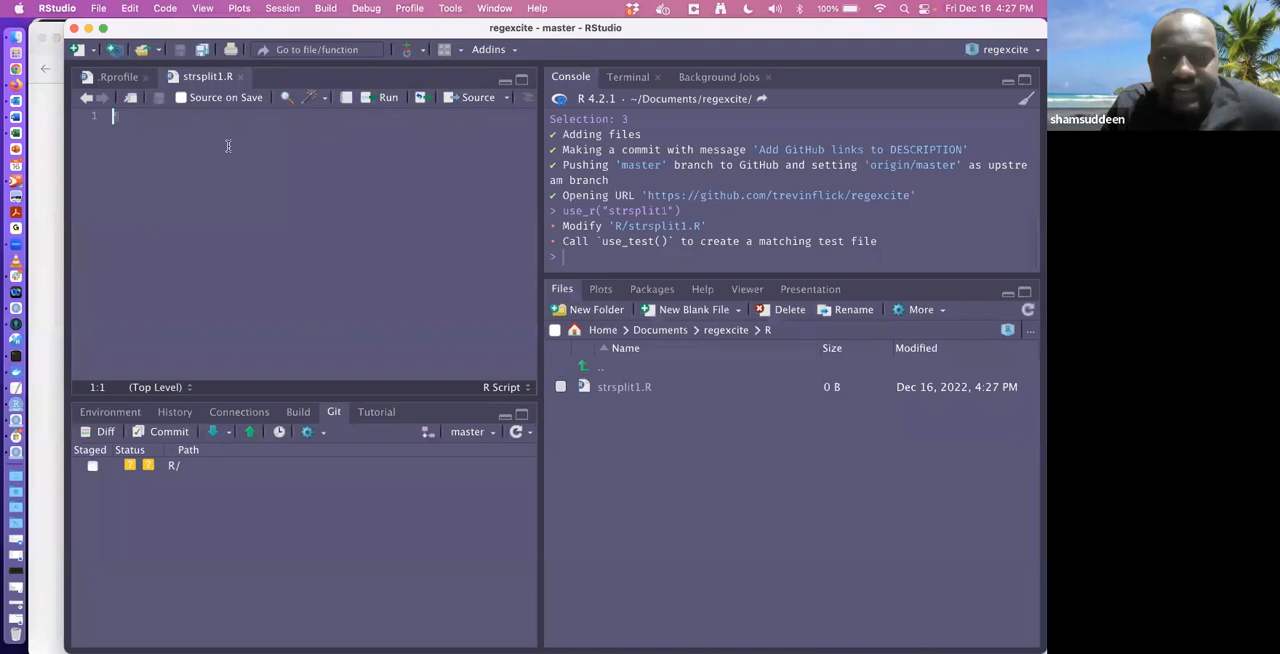 RStudio File Edit Code View Plots Session Build Debug Profile Tools Window Help 100% Fri Dec 16 4:27 PM
regexcite - master - RStudio
Go to file/function Addins regexcite
.Rprofile strsplit1.R
Source on Save Run Source
1
1:1 (Top Level) R Script
Console Terminal Background Jobs
R 4.2.1 · ~/Documents/regexcite/
Selection: 3
✔ Adding files
✔ Making a commit with message 'Add GitHub links to DESCRIPTION'
✔ Pushing 'master' branch to GitHub and setting 'origin/master' as upstre
am branch
✔ Opening URL 'https://github.com/trevinflick/regexcite'
> use_r("strsplit1")
• Modify 'R/strsplit1.R'
• Call `use_test()` to create a matching test file
>
Environment History Connections Build Git Tutorial
Diff Commit master
Staged Status Path
? ? R/
Files Plots Packages Help Viewer Presentation
New Folder New Blank File Delete Rename More
Home > Documents > regexcite > R ...
Name Size Modified
..
strsplit1.R 0 B Dec 16, 2022, 4:27 PM
shamsuddeen